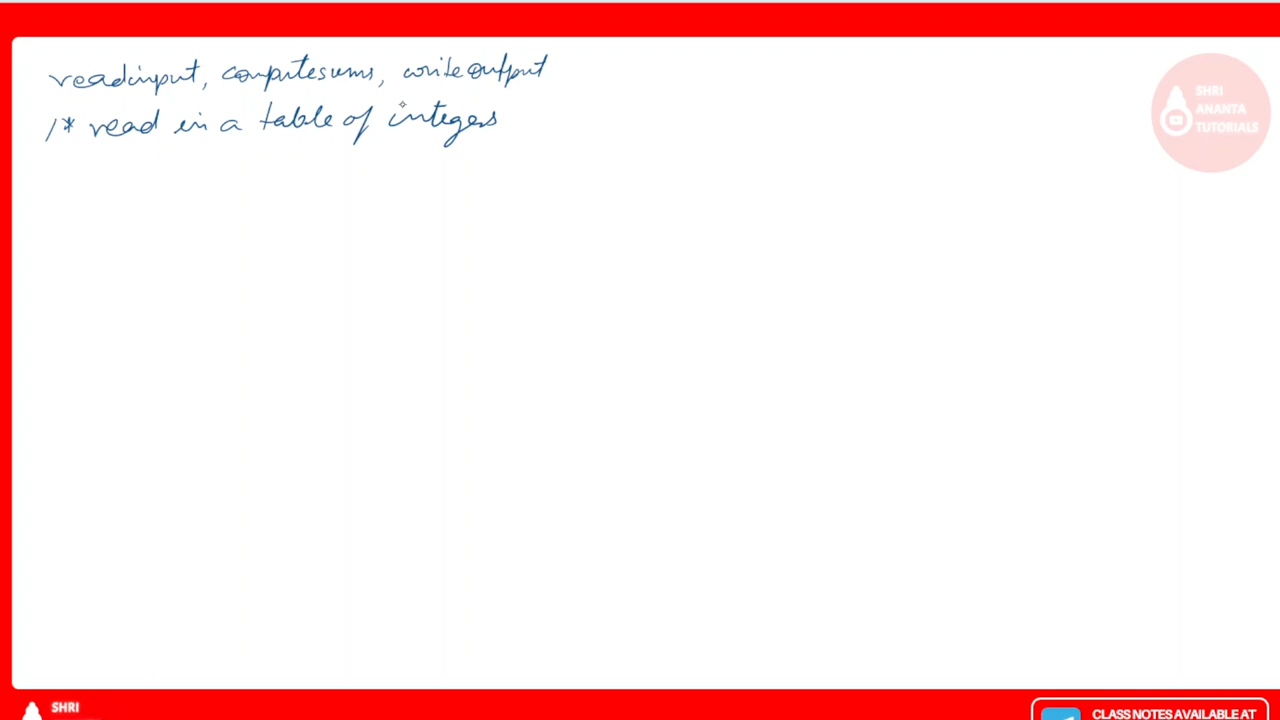 readinput, computesums, writeoutput
/* read in a table of integers
SHRI
ANANTA
TUTORIALS
SHRI
CLASS NOTES AVAILABLE AT